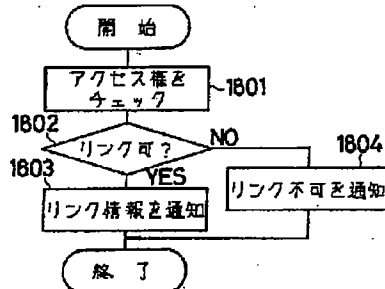 開始
アクセス権を
チェック
1801
1802
リンク可?
NO
1804
1803
YES
リンク情報を通知
リンク不可を通知
終了